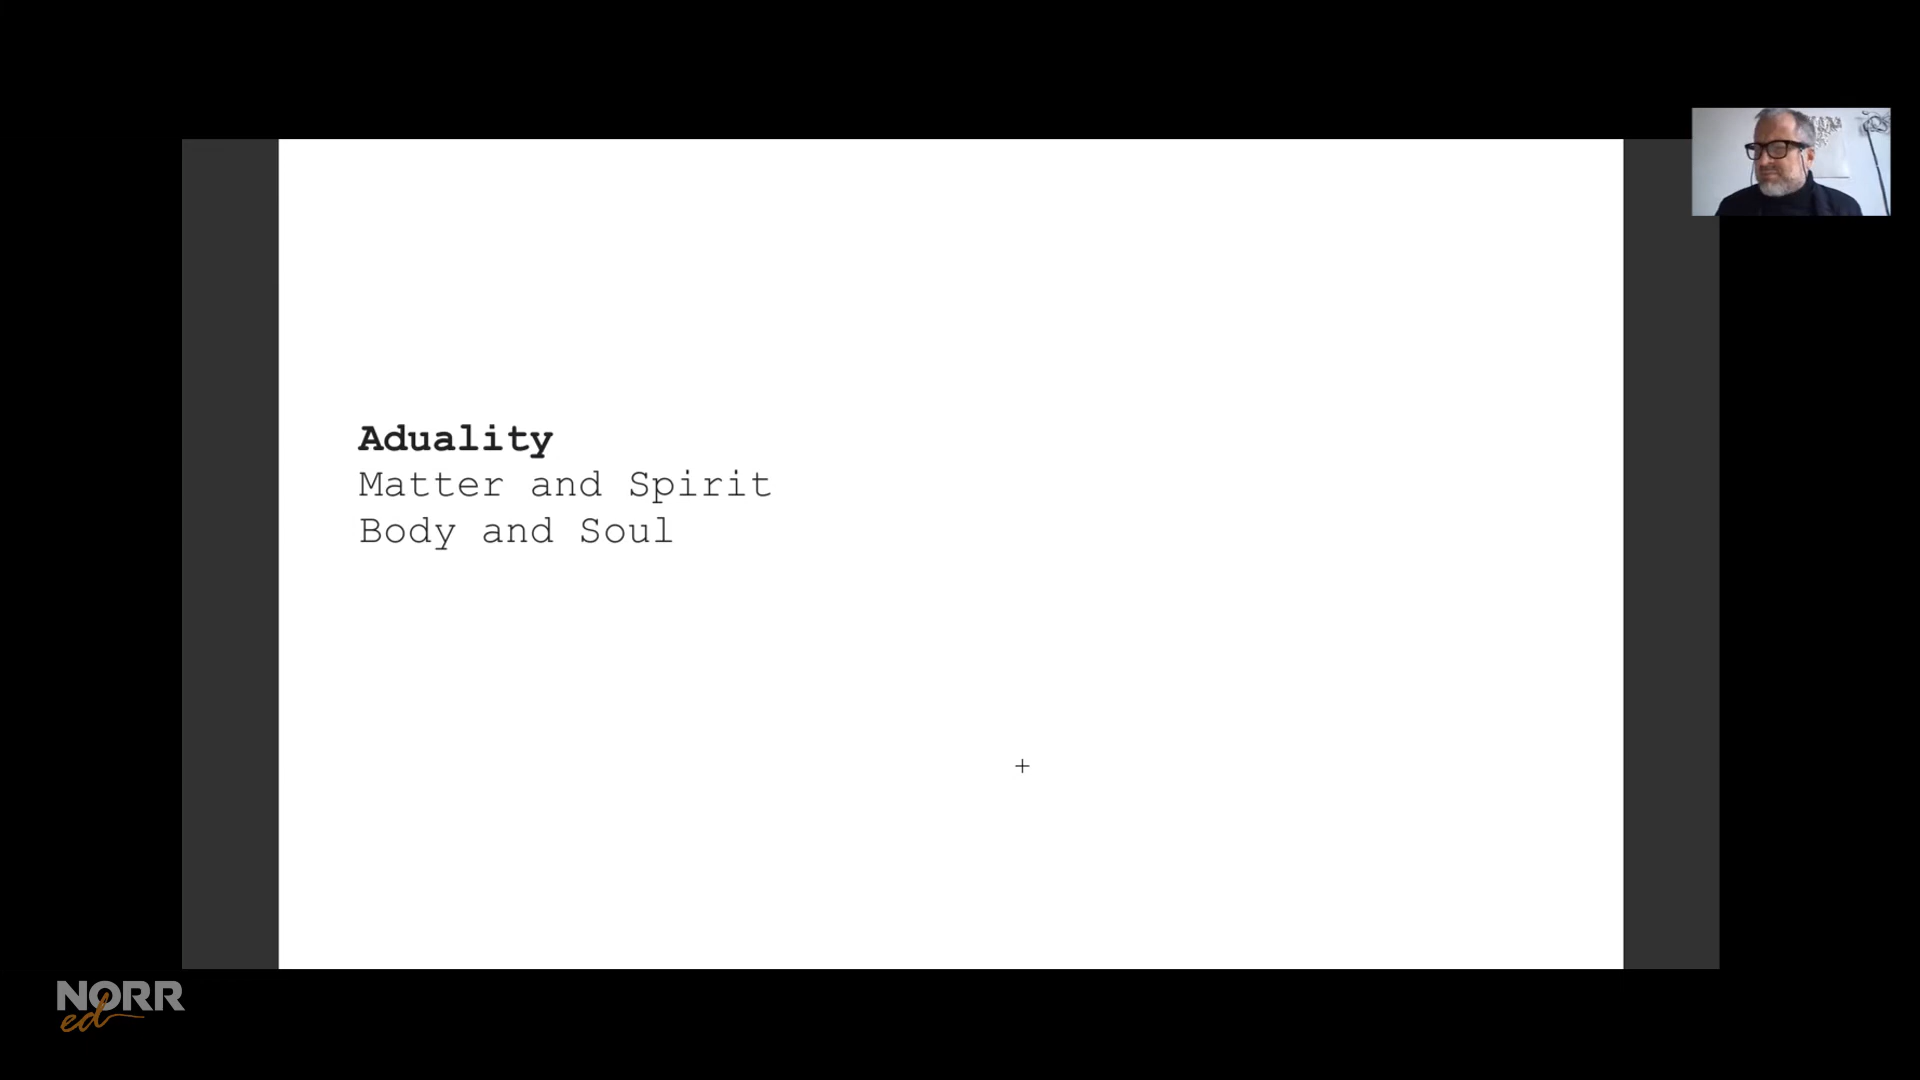 Aduality
Matter and Spirit
Body and Soul
NORR
ed